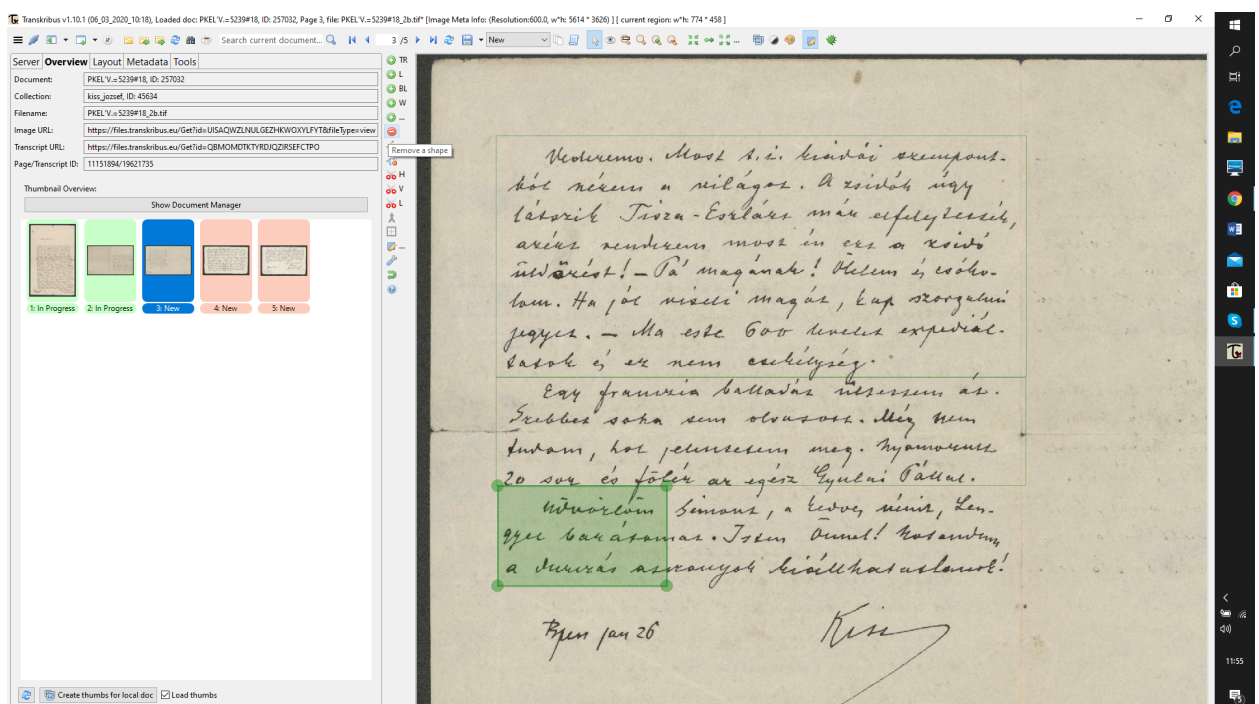 Transkribus v1.10.1 (06_03_2020_10:18), Loaded doc: PKEL'V.=5239#18, ID: 257032, Page 3, file: PKEL'V.=5239#18_2b.tif* [Image Meta Info: (Resolution:600.0, w*h: 5614 * 3626) ] [ current region: w*h: 774 * 458 ]
Search current document...
3 /5
New
Server Overview Layout Metadata Tools
Document: PKEL'V.=5239#18, ID: 257032
Collection: kiss_jozsef, ID: 45634
Filename: PKEL'V.=5239#18_2b.tif
Image URL: https://files.transkribus.eu/Get?id=UISAQWZLNULGEZHKWOXYLFYT&fileType=view
Transcript URL: https://files.transkribus.eu/Get?id=QBMOMDTKTYRDJQZIRSEFCTPO
Page/Transcript ID: 11151894/19621735
Thumbnail Overview:
Show Document Manager
1: In Progress 2: In Progress 3: New 4: New 5: New
Create thumbs for local doc Load thumbs
TR
L
BL
W
...
Remove a shape
H
V
L
...
Vederemo. Most t.i. kiadói szempont-
ból nézem a világot. A zsidók úgy
látszik Tisza-Eszlárt már elfelejtették,
azért rendezem most én ezt a zsidó
üldözést! – Pá magának! Ölelem és csóko-
lom. Ha jól viseli magát, kap szorgalmi
jegyet. – Ma este 600 levelet expediál-
tatok és ez nem csekélység.
Egy franczia balladát ültettem át.
Szebbet soha sem olvasott. Még nem
tudom, hol jelentetem meg. Nyomorult
20 sor és fölér az egész Gyulai Pállal.
Üdvözlöm Simont, a kedves nénit, Len-
gyel barátomat. Isten Önnel!
a asszonyok kiállhatatlanok!
Bpen jan 26
Kiss
11:55